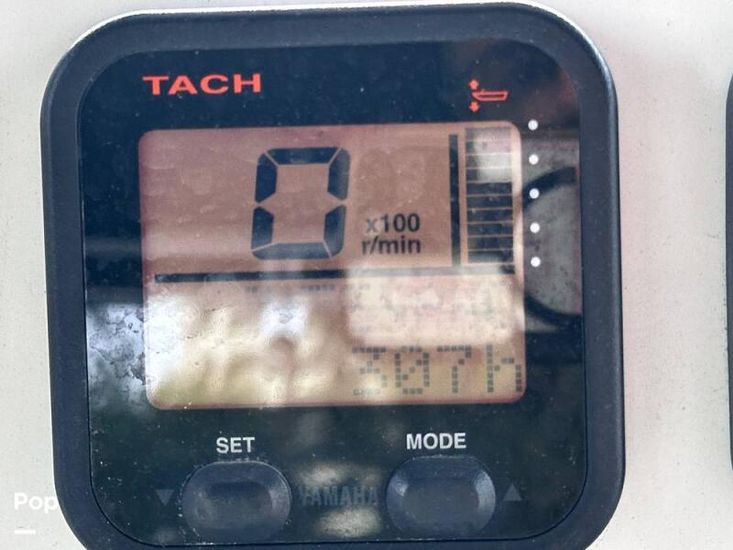 TACH
0
x100
r/min
307h
SET
MODE
YAMAHA
Pop